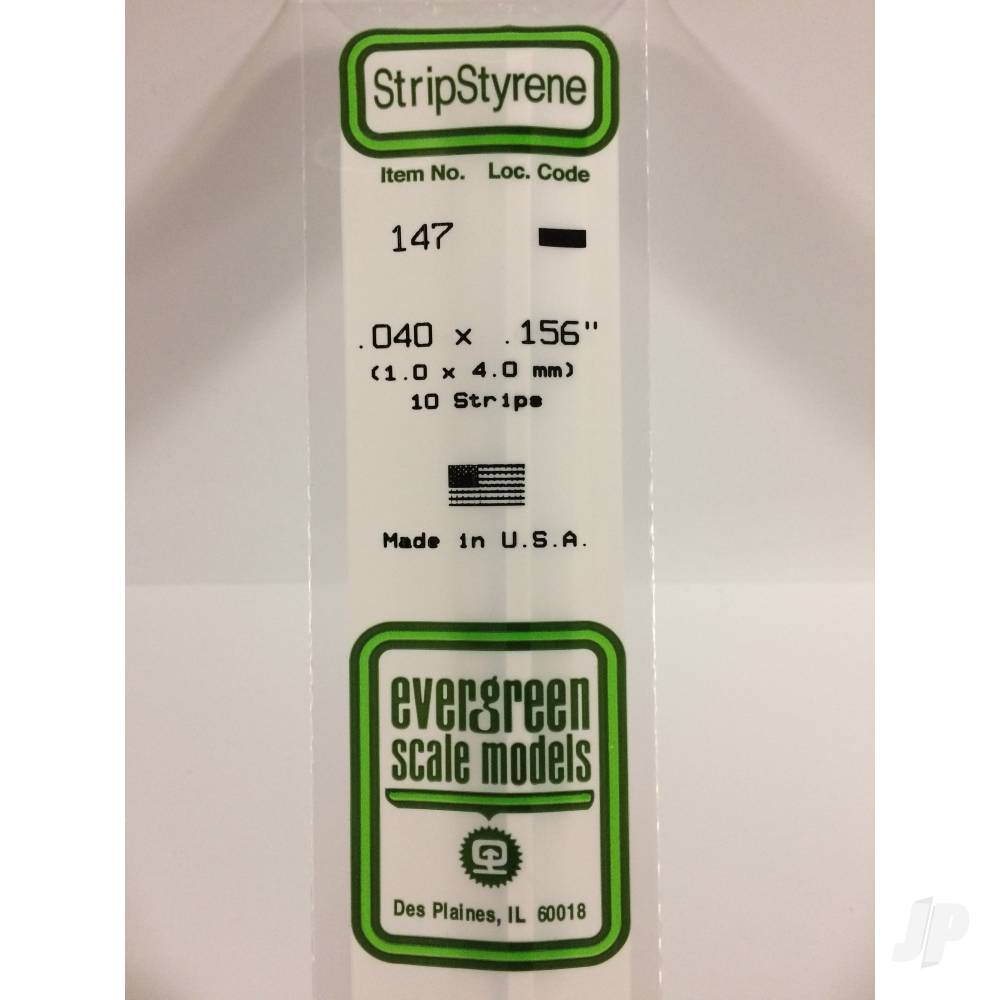 StripStyrene
Item No. Loc. Code
147
.040 x .156"
(1.0 x 4.0 mm)
10 Strips
Made in U.S.A.
evergreen
scale models
Des Plaines, IL 60018
JP